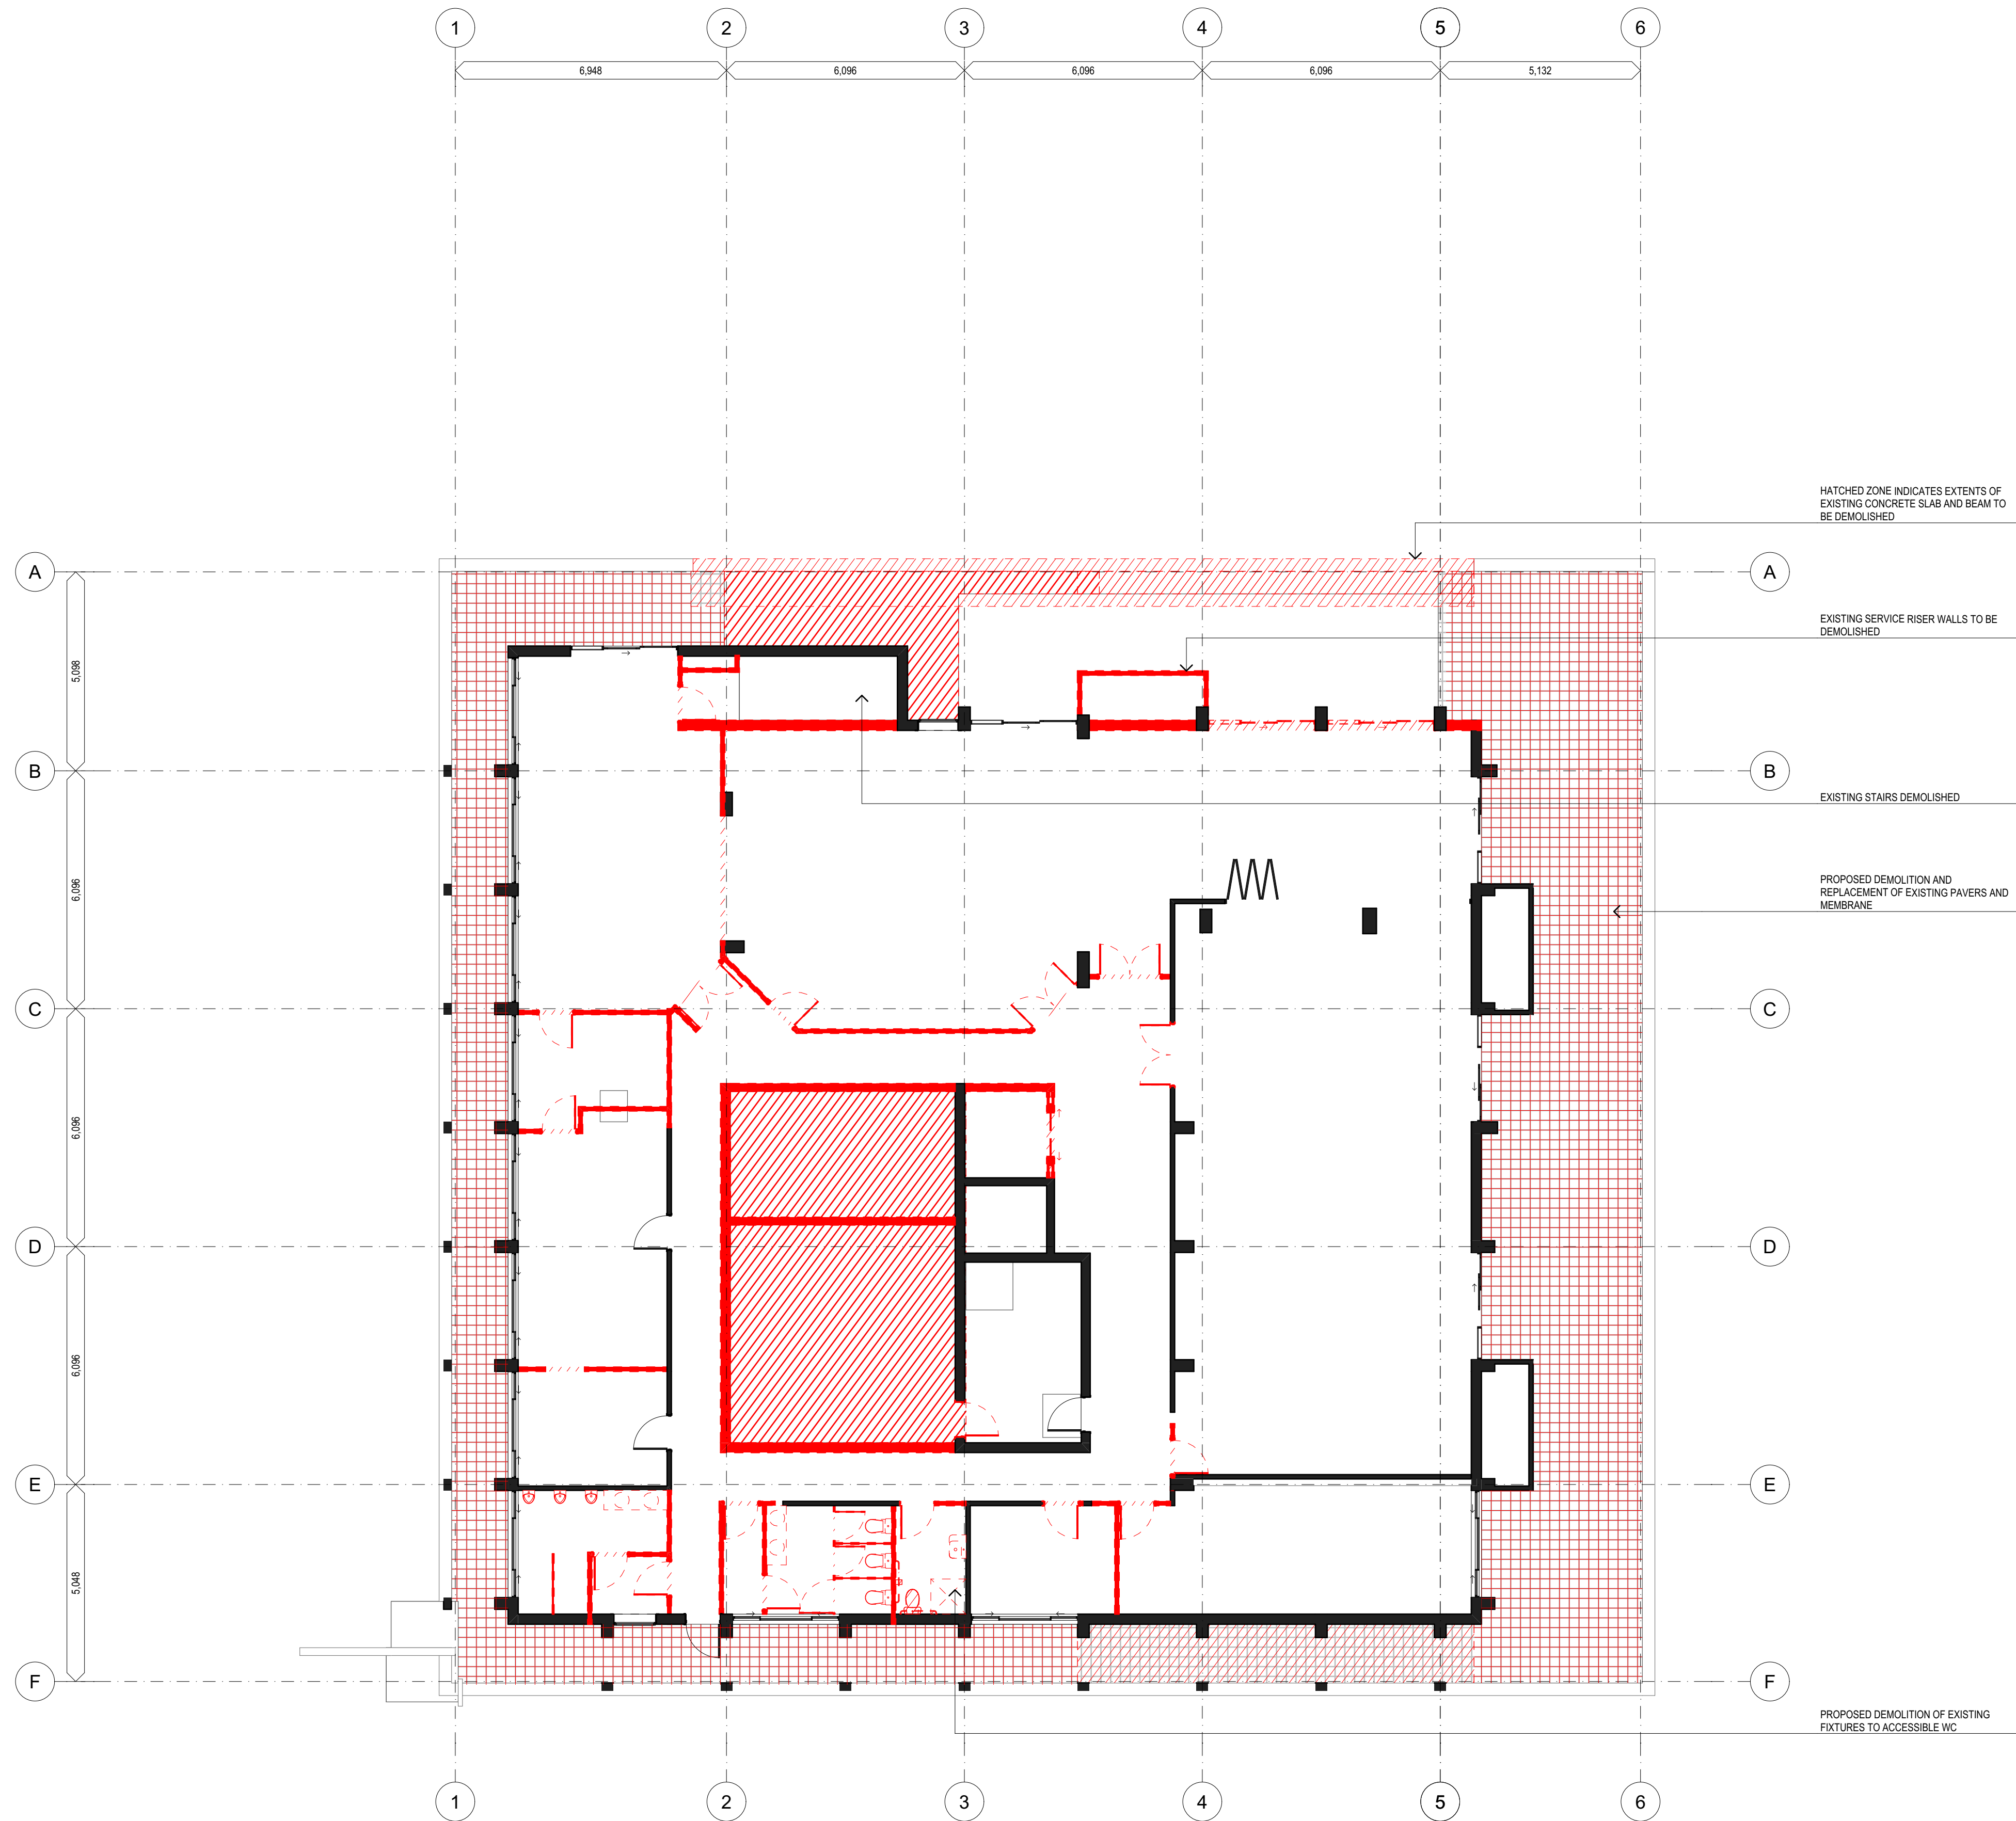 1 2 3 4 5 6
6,948 6,096 6,096 6,096 5,132
HATCHED ZONE INDICATES EXTENTS OF
EXISTING CONCRETE SLAB AND BEAM TO
BE DEMOLISHED
A A
EXISTING SERVICE RISER WALLS TO BE
DEMOLISHED
5,098
B B
EXISTING STAIRS DEMOLISHED
6,096
PROPOSED DEMOLITION AND
REPLACEMENT OF EXISTING PAVERS AND
MEMBRANE
C C
6,096
D D
6,096
E E
5,048
F F
PROPOSED DEMOLITION OF EXISTING
FIXTURES TO ACCESSIBLE WC
1 2 3 4 5 6